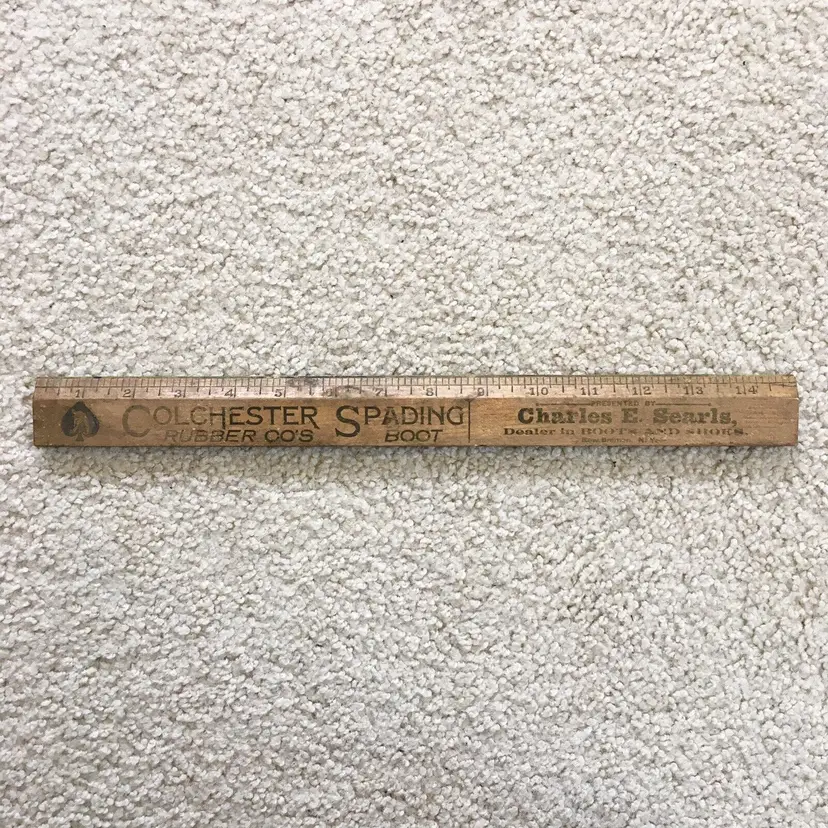 1 2 3 4 5 6 7 8 9 10 11 12 13 14
COLCHESTER SPADING
RUBBER CO'S BOOT
PRESENTED BY
Charles E. Searls,
Dealer in BOOTS AND SHOES.
N. Y.